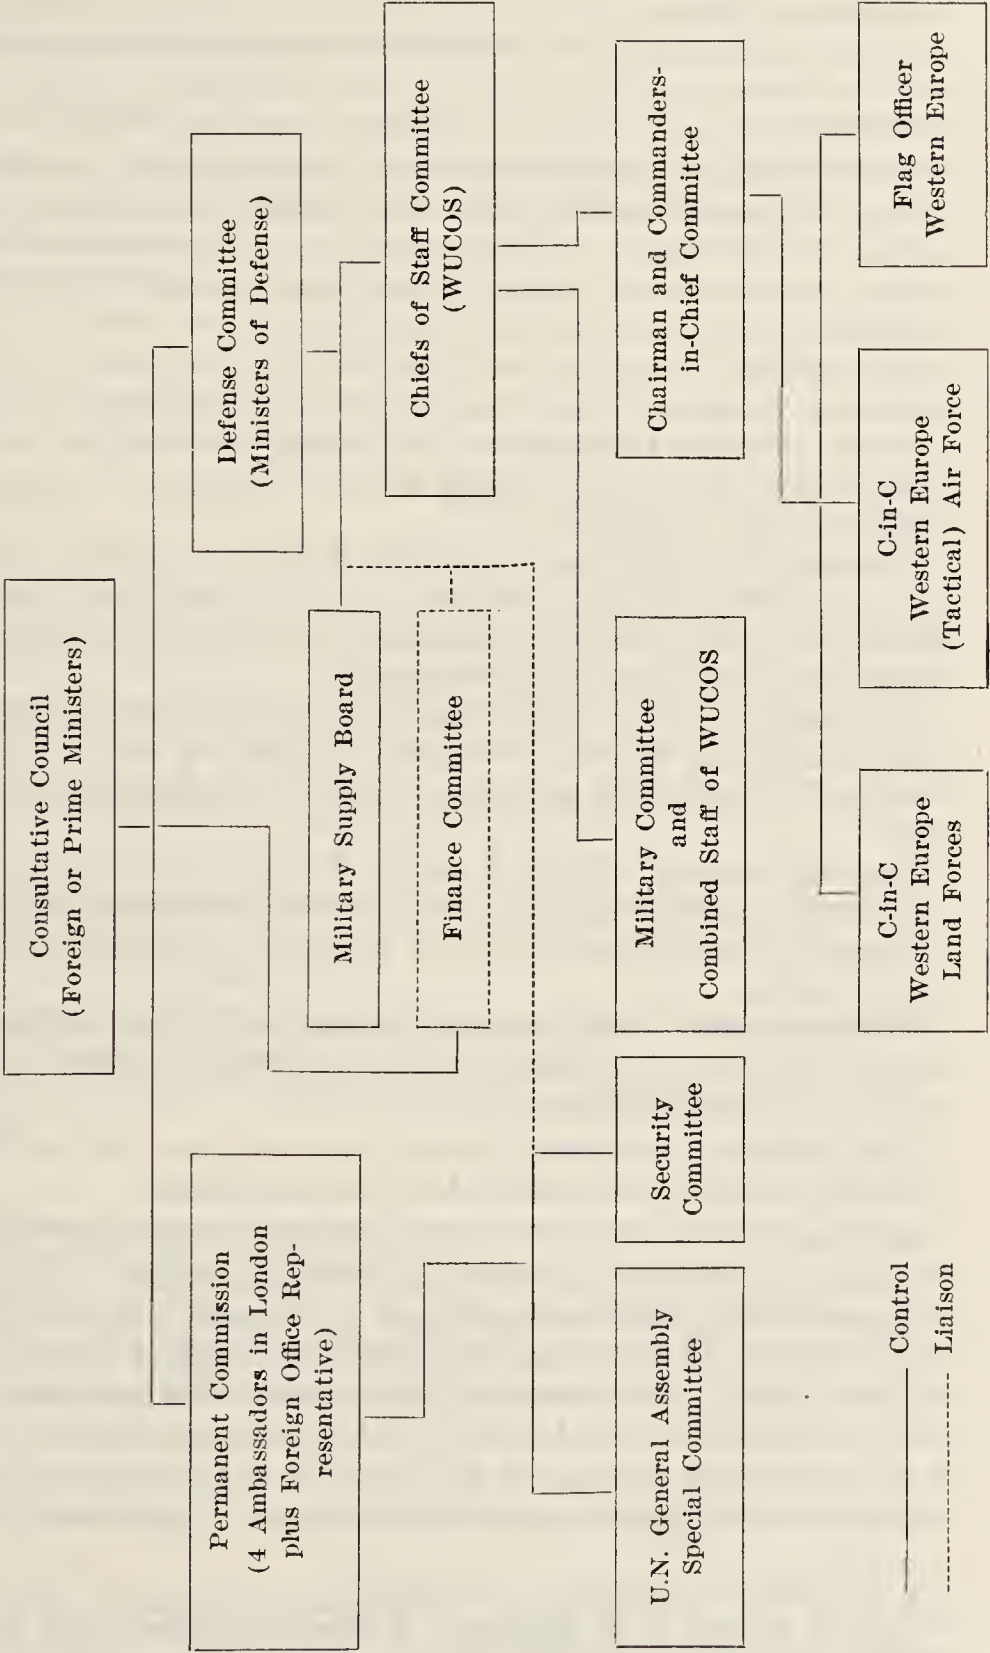 Consultative Council
(Foreign or Prime Ministers)
Permanent Commission
(4 Ambassadors in London
plus Foreign Office Rep-
resentative)
Defense Committee
(Ministers of Defense)
Military Supply Board
Finance Committee
Chiefs of Staff Committee
(WUCOS)
U.N. General Assembly
Special Committee
Security
Committee
Military Committee
and
Combined Staff of WUCOS
Chairman and Commanders-
in-Chief Committee
C-in-C
Western Europe
Land Forces
C-in-C
Western Europe
(Tactical) Air Force
Flag Officer
Western Europe
Control
Liaison